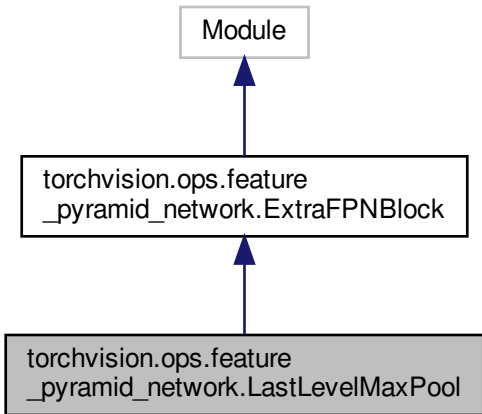 Module
torchvision.ops.feature
_pyramid_network.ExtraFPNBlock
torchvision.ops.feature
_pyramid_network.LastLevelMaxPool